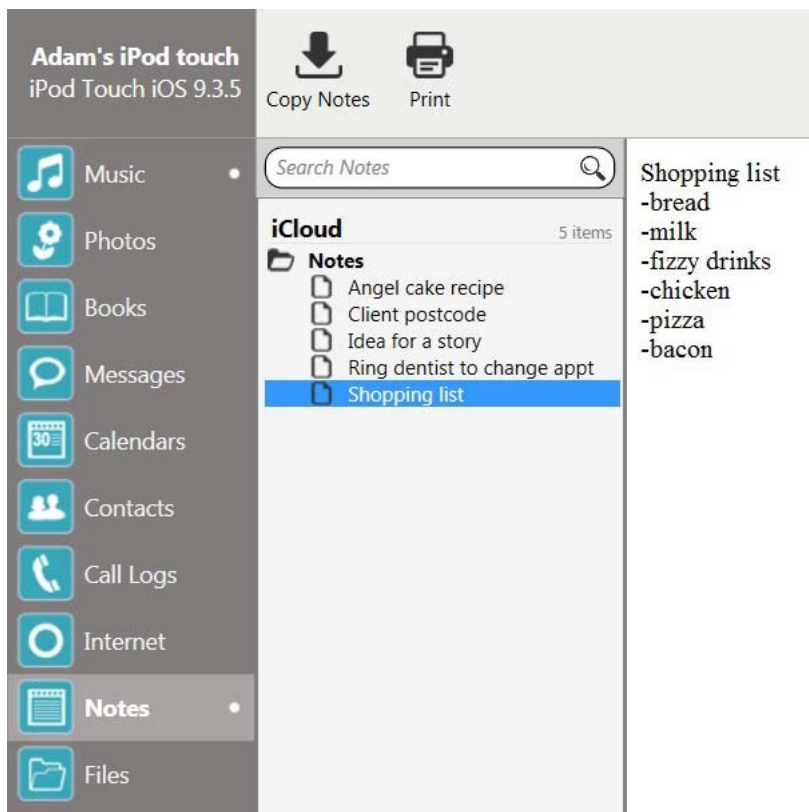 Adam's iPod touch
iPod Touch iOS 9.3.5
Copy Notes
Print
Music
Photos
Books
Messages
30
Calendars
Contacts
Call Logs
Internet
Notes
Files
Search Notes
iCloud
5 items
Notes
Angel cake recipe
Client postcode
Idea for a story
Ring dentist to change appt
Shopping list
Shopping list
-bread
-milk
-fizzy drinks
-chicken
-pizza
-bacon